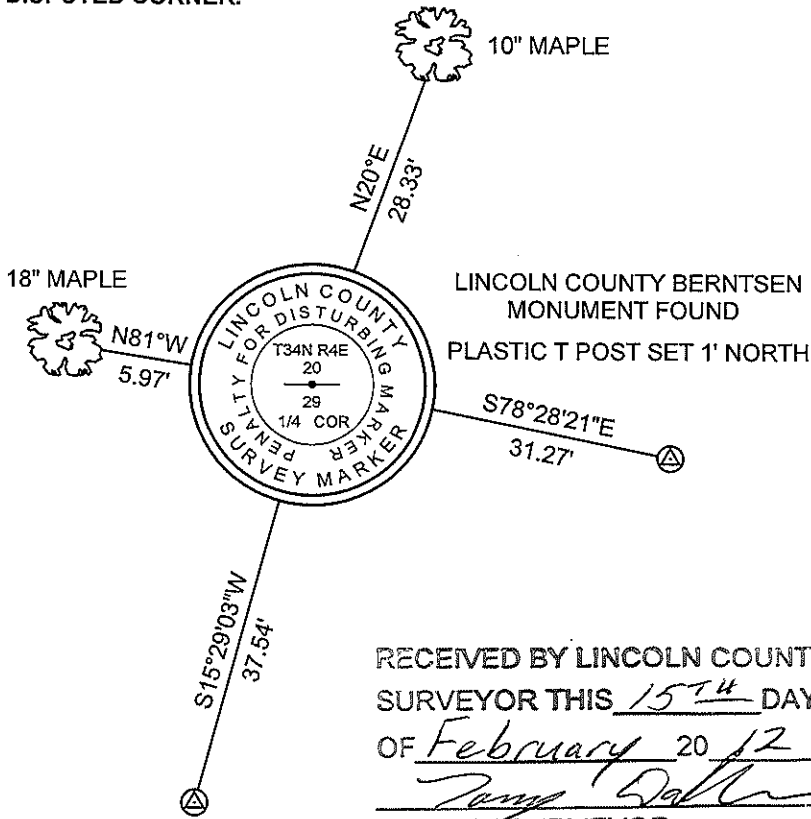 DISPUTED CORNER.
10" MAPLE
N20°E
28.33'
18" MAPLE
N81°W
5.97'
LINCOLN COUNTY
SURVEY MARKER
PENALTY FOR DISTURBING MARKER
T34N R4E
20
29
1/4 COR
LINCOLN COUNTY BERNTSEN
MONUMENT FOUND
PLASTIC T POST SET 1' NORTH
S78°28'21"E
31.27'
S15°29'03"W
37.54'
RECEIVED BY LINCOLN COUNT
SURVEYOR THIS 15TH DAY
OF February 20 12